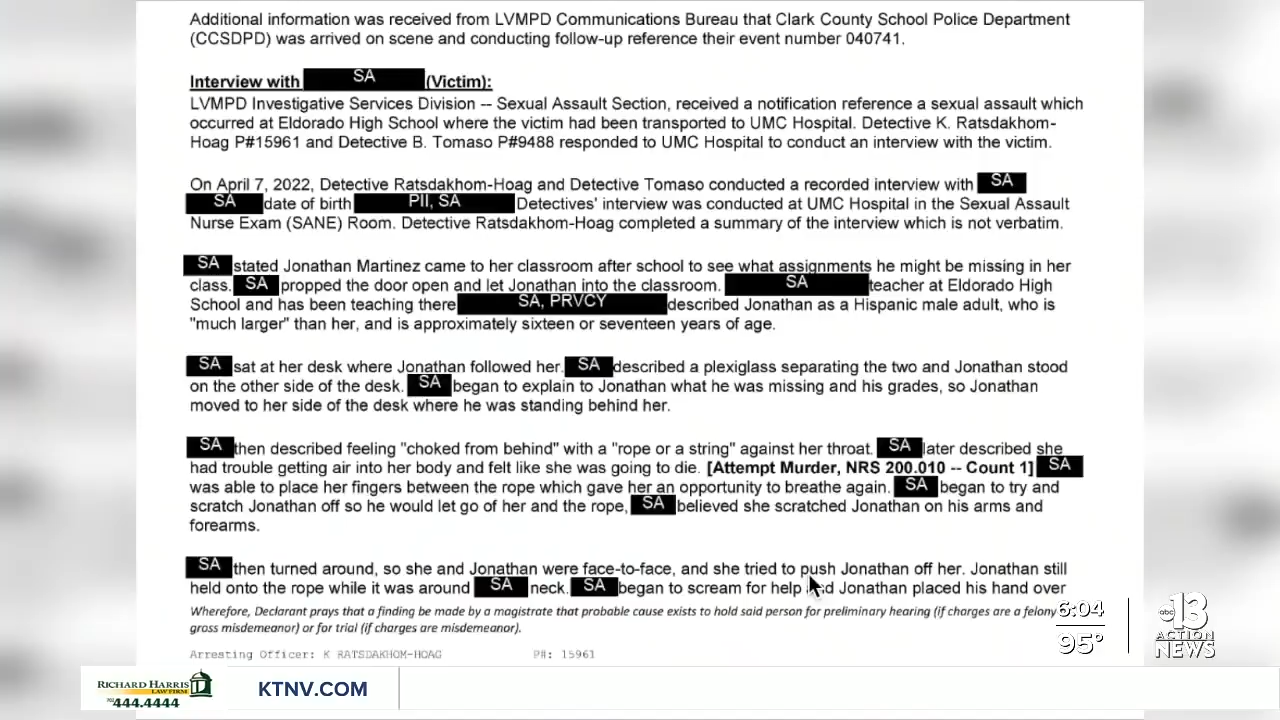 Additional information was received from LVMPD Communications Bureau that Clark County School Police Department
(CCSDPD) was arrived on scene and conducting follow-up reference their event number 040741.
Interview with SA (Victim):
LVMPD Investigative Services Division -- Sexual Assault Section, received a notification reference a sexual assault which
occurred at Eldorado High School where the victim had been transported to UMC Hospital. Detective K. Ratsdakhom-
Hoag P#15961 and Detective B. Tomaso P#9488 responded to UMC Hospital to conduct an interview with the victim.
On April 7, 2022, Detective Ratsdakhom-Hoag and Detective Tomaso conducted a recorded interview with SA
SA date of birth PII, SA Detectives' interview was conducted at UMC Hospital in the Sexual Assault
Nurse Exam (SANE) Room. Detective Ratsdakhom-Hoag completed a summary of the interview which is not verbatim.
SA stated Jonathan Martinez came to her classroom after school to see what assignments he might be missing in her
class. SA propped the door open and let Jonathan into the classroom. SA teacher at Eldorado High
School and has been teaching there SA, PRVCY described Jonathan as a Hispanic male adult, who is
"much larger" than her, and is approximately sixteen or seventeen years of age.
SA sat at her desk where Jonathan followed her. SA described a plexiglass separating the two and Jonathan stood
on the other side of the desk. SA began to explain to Jonathan what he was missing and his grades, so Jonathan
moved to her side of the desk where he was standing behind her.
SA then described feeling "choked from behind" with a "rope or a string" against her throat. SA later described she
had trouble getting air into her body and felt like she was going to die. [Attempt Murder, NRS 200.010 -- Count 1] SA
was able to place her fingers between the rope which gave her an opportunity to breathe again. SA began to try and
scratch Jonathan off so he would let go of her and the rope, SA believed she scratched Jonathan on his arms and
forearms.
SA then turned around, so she and Jonathan were face-to-face, and she tried to push Jonathan off her. Jonathan still
held onto the rope while it was around SA neck. SA began to scream for help and Jonathan placed his hand over
Wherefore, Declarant prays that a finding be made by a magistrate that probable cause exists to hold said person for preliminary hearing (if charges are a felony
gross misdemeanor) or for trial (if charges are misdemeanor).
Arresting Officer: K RATSDAKHOM-HOAG P#: 15961
6:04
95°
abc 13
ACTION
NEWS
RICHARD HARRIS
LAW FIRM
702 444.4444
KTNV.COM